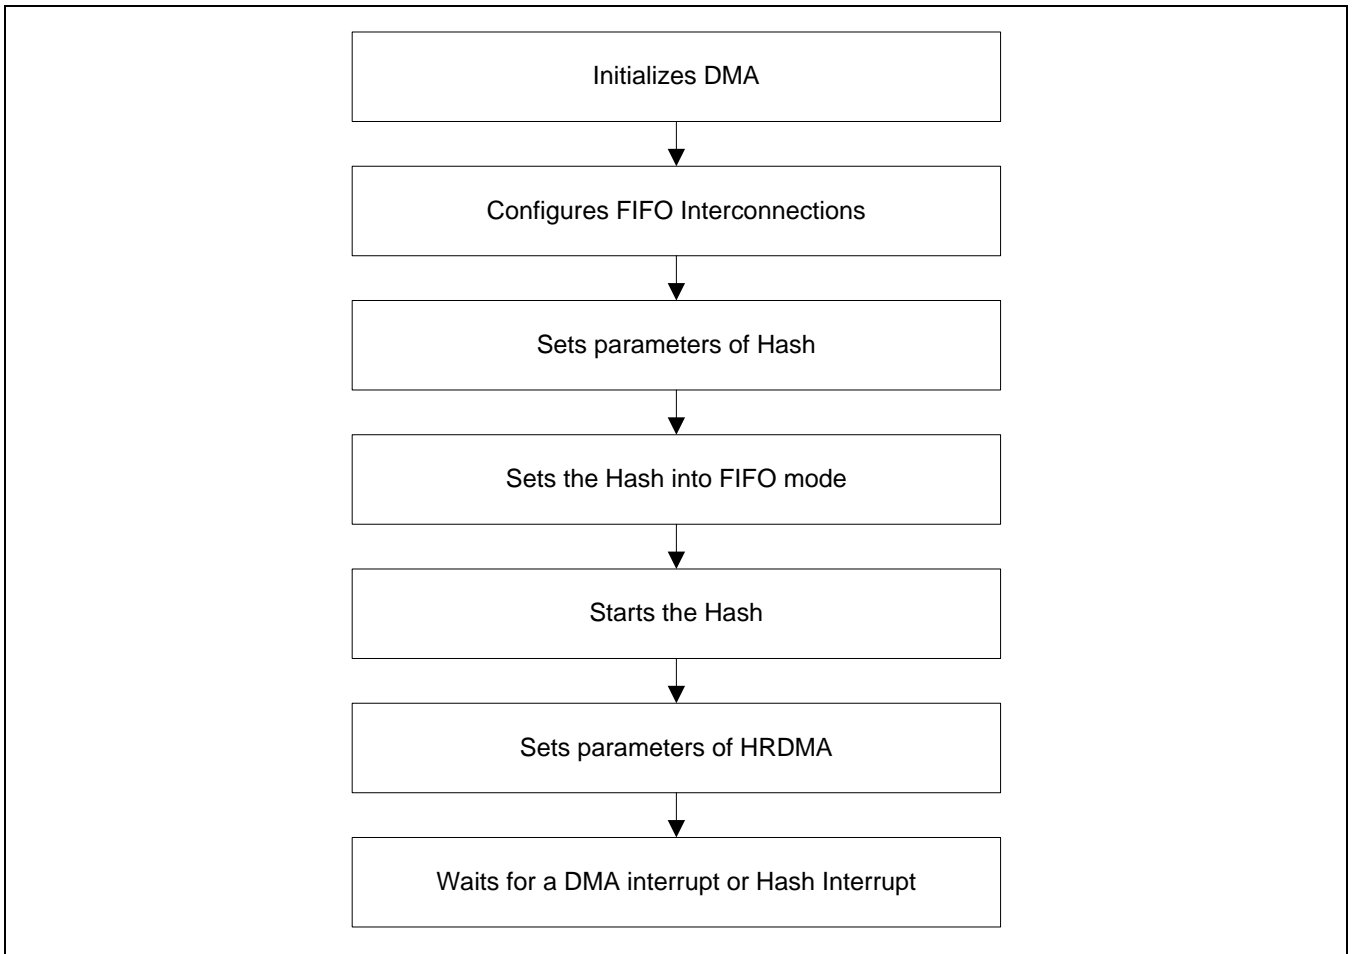 Initializes DMA
Configures FIFO Interconnections
Sets parameters of Hash
Sets the Hash into FIFO mode
Starts the Hash
Sets parameters of HRDMA
Waits for a DMA interrupt or Hash Interrupt